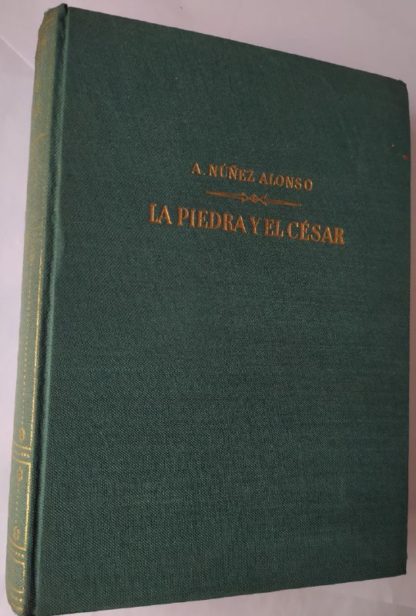 A. NÚÑEZ ALONSO
LA PIEDRA Y EL CÉSAR